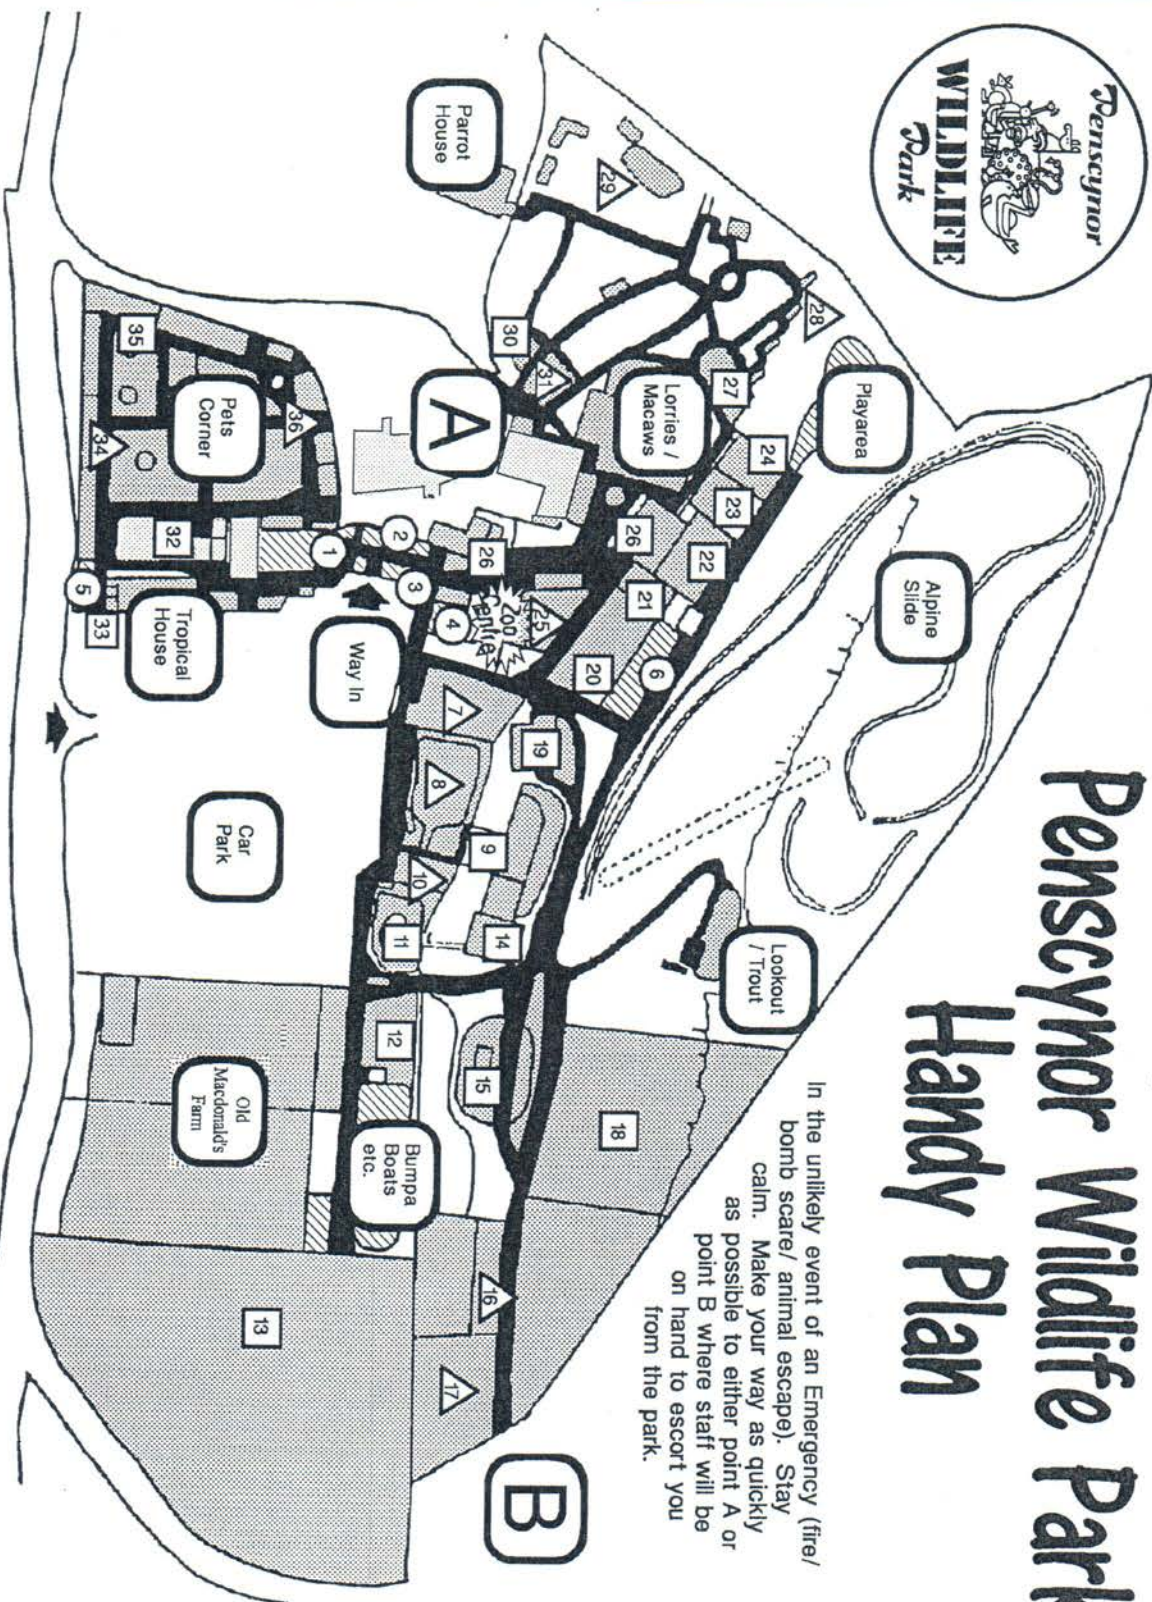 Penscynor
WILDLIFE
Park
Penscynor Wildlife Park
Handy Plan
In the unlikely event of an Emergency (fire/
bomb scare/ animal escape). Stay
calm. Make your way as quickly
as possible to either point A or
point B where staff will be
on hand to escort you
from the park.
Parrot
House
29
28
Playarea
Alpine
Slide
Lookout
/ Trout
30
31
Lorries /
Macaws
27
24
23
22
26
21
20
6
A
26
25
Zoo
Centre
19
18
35
Pets
Corner
36
34
32
1
2
3
4
5
33
Tropical
House
Way In
7
8
9
10
11
14
Car
Park
12
15
Old
Macdonald's
Farm
Bumpa
Boats
etc.
16
17
13
B